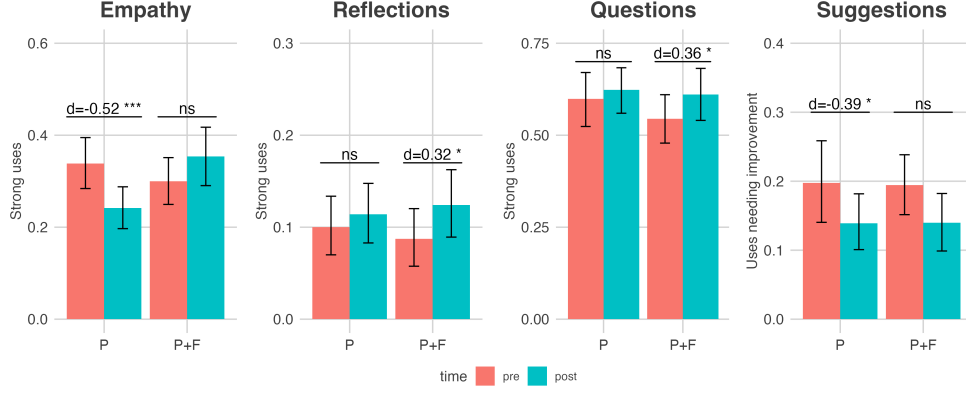 Empathy
Strong uses
0.6
0.4
0.2
0.0
d=-0.52 ***
ns
P
P+F
Reflections
Strong uses
0.3
0.2
0.1
0.0
ns
d=0.32 *
P
P+F
Questions
Strong uses
0.75
0.50
0.25
0.00
ns
d=0.36 *
P
P+F
Suggestions
Uses needing improvement
0.4
0.3
0.2
0.1
0.0
d=-0.39 *
ns
P
P+F
time pre post